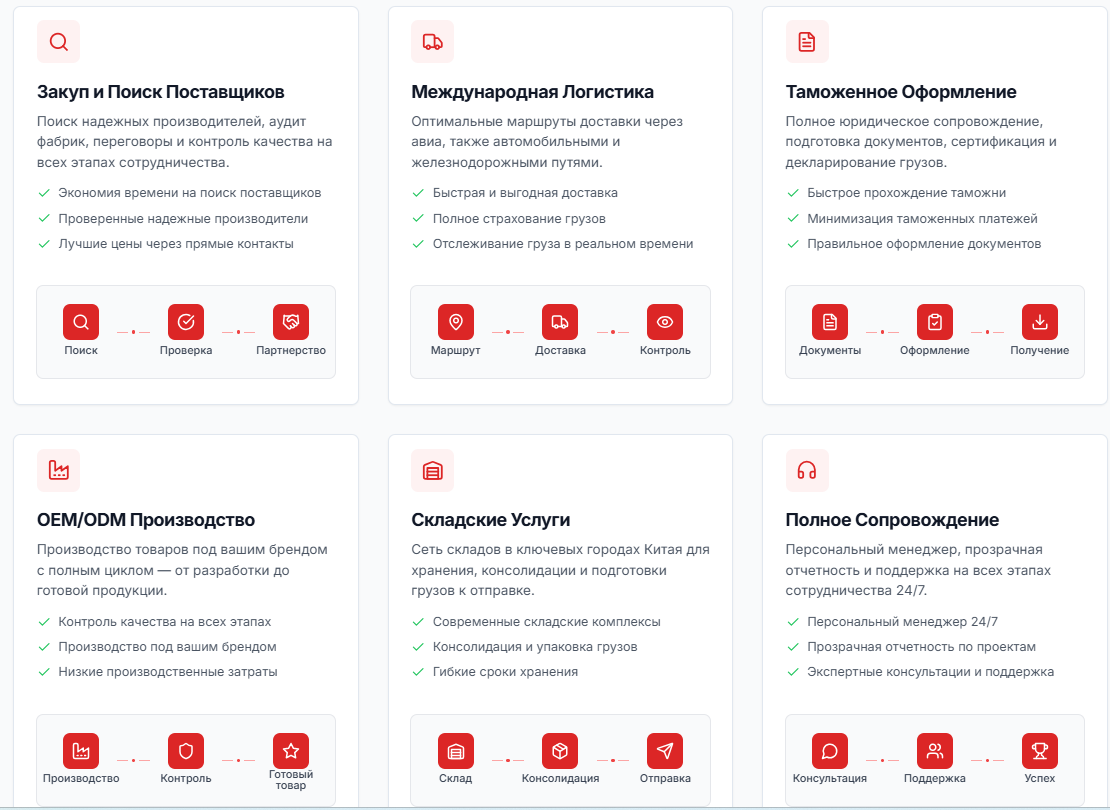 Закуп и Поиск Поставщиков
Поиск надежных производителей, аудит
фабрик, переговоры и контроль качества на
всех этапах сотрудничества.
Экономия времени на поиск поставщиков
Проверенные надежные производители
Лучшие цены через прямые контакты
Поиск
Проверка
Партнерство
Международная Логистика
Оптимальные маршруты доставки через
авиа, также автомобильными и
железнодорожными путями.
Быстрая и выгодная доставка
Полное страхование грузов
Отслеживание груза в реальном времени
Маршрут
Доставка
Контроль
Таможенное Оформление
Полное юридическое сопровождение,
подготовка документов, сертификация и
декларирование грузов.
Быстрое прохождение таможни
Минимизация таможенных платежей
Правильное оформление документов
Документы
Оформление
Получение
OEM/ODM Производство
Производство товаров под вашим брендом
с полным циклом — от разработки до
готовой продукции.
Контроль качества на всех этапах
Производство под вашим брендом
Низкие производственные затраты
Производство
Контроль
Готовый
товар
Складские Услуги
Сеть складов в ключевых городах Китая для
хранения, консолидации и подготовки
грузов к отправке.
Современные складские комплексы
Консолидация и упаковка грузов
Гибкие сроки хранения
Склад
Консолидация
Отправка
Полное Сопровождение
Персональный менеджер, прозрачная
отчетность и поддержка на всех этапах
сотрудничества 24/7.
Персональный менеджер 24/7
Прозрачная отчетность по проектам
Экспертные консультации и поддержка
Консультация
Поддержка
Успех